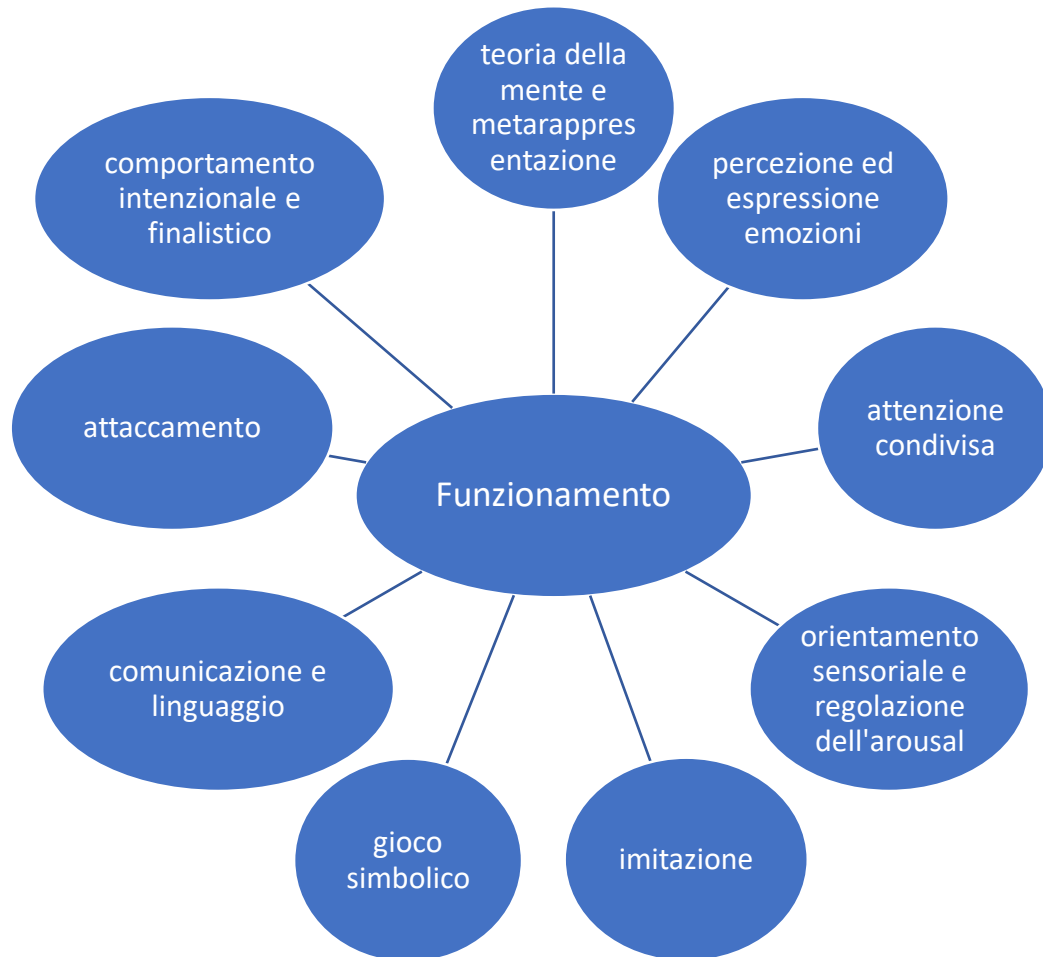 teoria della
mente e
metarappres
entazione
percezione ed
espressione
emozioni
attenzione
condivisa
orientamento
sensoriale e
regolazione
dell'arousal
imitazione
gioco
simbolico
comunicazione e
linguaggio
attaccamento
comportamento
intenzionale e
finalistico
Funzionamento